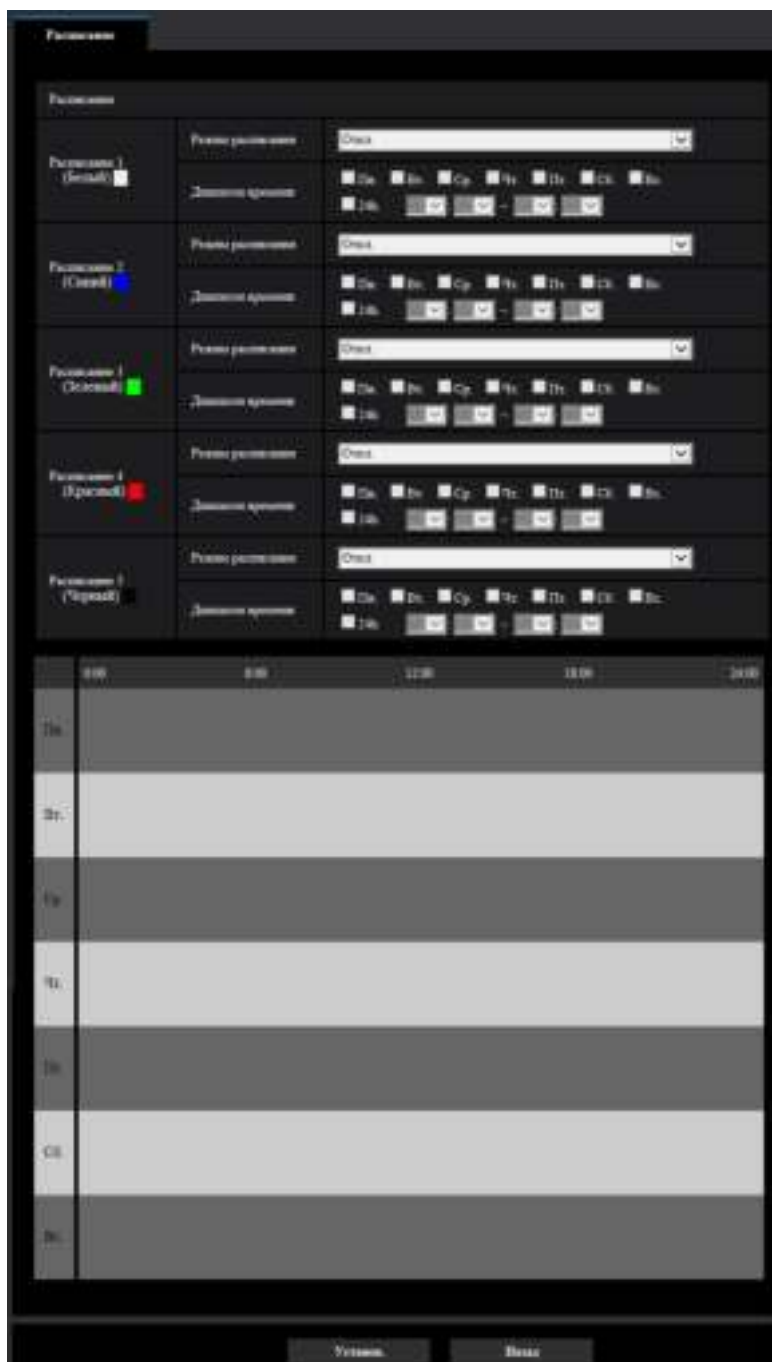 Расписание
Расписание
Расписание 1
(Белый)
Режим расписания
Откл.
Диапазон времени
Пн. Вт. Ср. Чт. Пт. Сб. Вс.
24h
~
Расписание 2
(Синий)
Режим расписания
Откл.
Диапазон времени
Пн. Вт. Ср. Чт. Пт. Сб. Вс.
24h
~
Расписание 3
(Зеленый)
Режим расписания
Откл.
Диапазон времени
Пн. Вт. Ср. Чт. Пт. Сб. Вс.
24h
~
Расписание 4
(Красный)
Режим расписания
Откл.
Диапазон времени
Пн. Вт. Ср. Чт. Пт. Сб. Вс.
24h
~
Расписание 5
(Черный)
Режим расписания
Откл.
Диапазон времени
Пн. Вт. Ср. Чт. Пт. Сб. Вс.
24h
~
0:00 12:00 18:00 24:00
Пн.
Вт.
Ср.
Чт.
Пт.
Сб.
Вс.
Установ. Назад